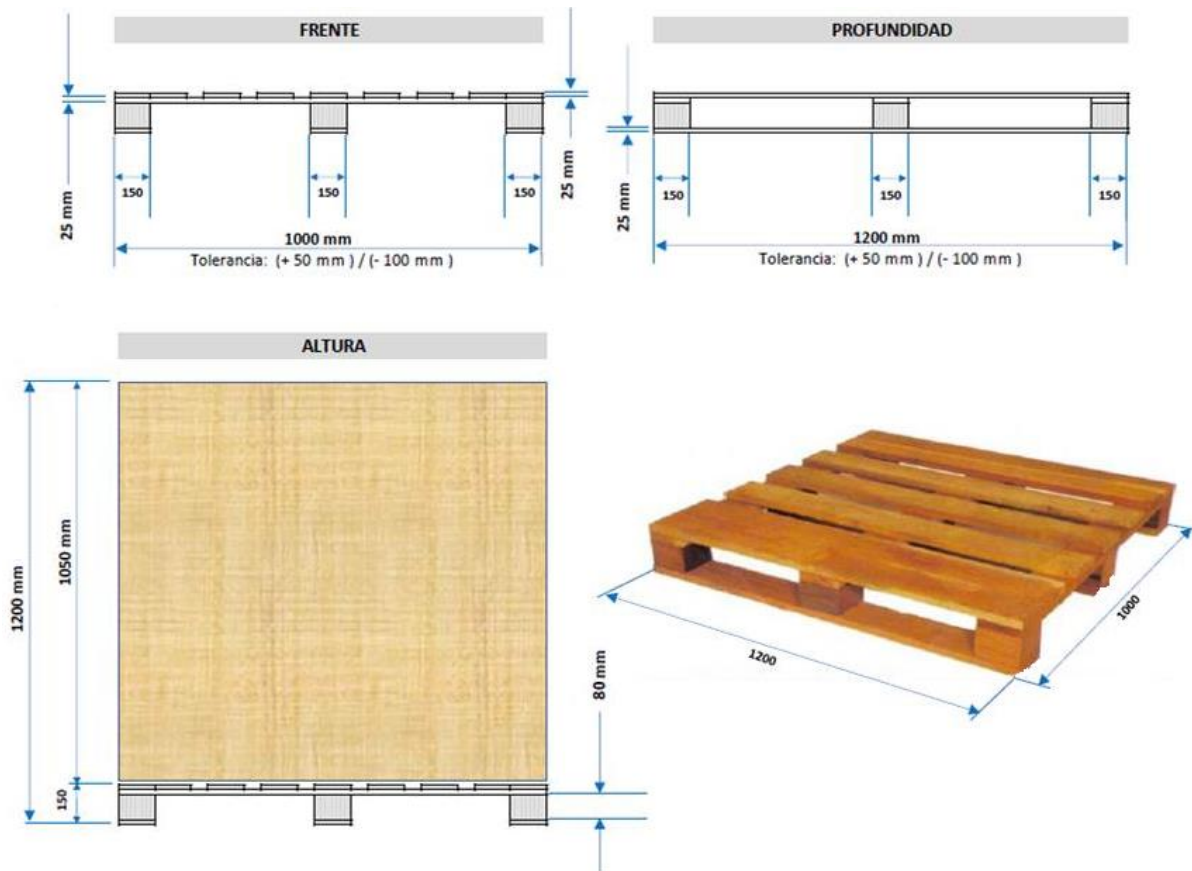 FRENTE
25 mm
150
150
150
25 mm
1000 mm
Tolerancia: (+ 50 mm ) / (- 100 mm )
PROFUNDIDAD
25 mm
150
150
150
1200 mm
Tolerancia: (+ 50 mm ) / (- 100 mm )
ALTURA
1200 mm
1050 mm
150
80 mm
1200
1000